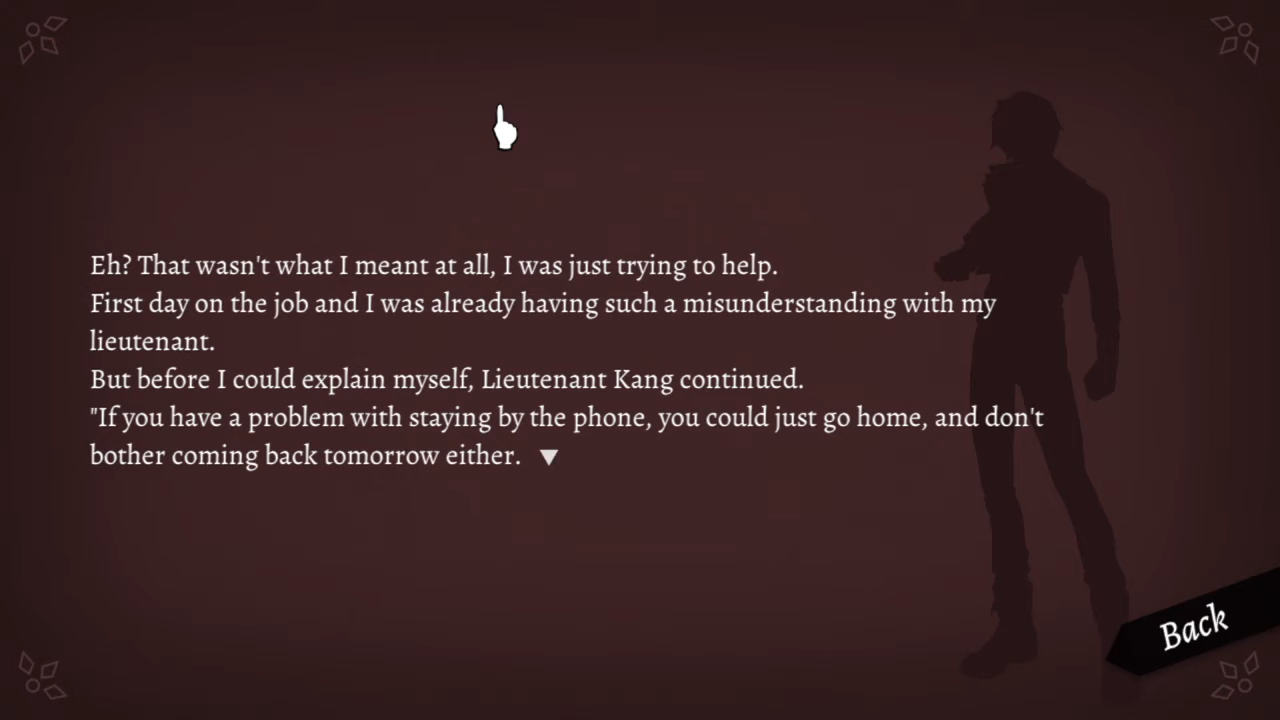 Eh? That wasn't what I meant at all, I was just trying to help.
First day on the job and I was already having such a misunderstanding with my
lieutenant.
But before I could explain myself, Lieutenant Kang continued.
"If you have a problem with staying by the phone, you could just go home, and don't
bother coming back tomorrow either.
Back